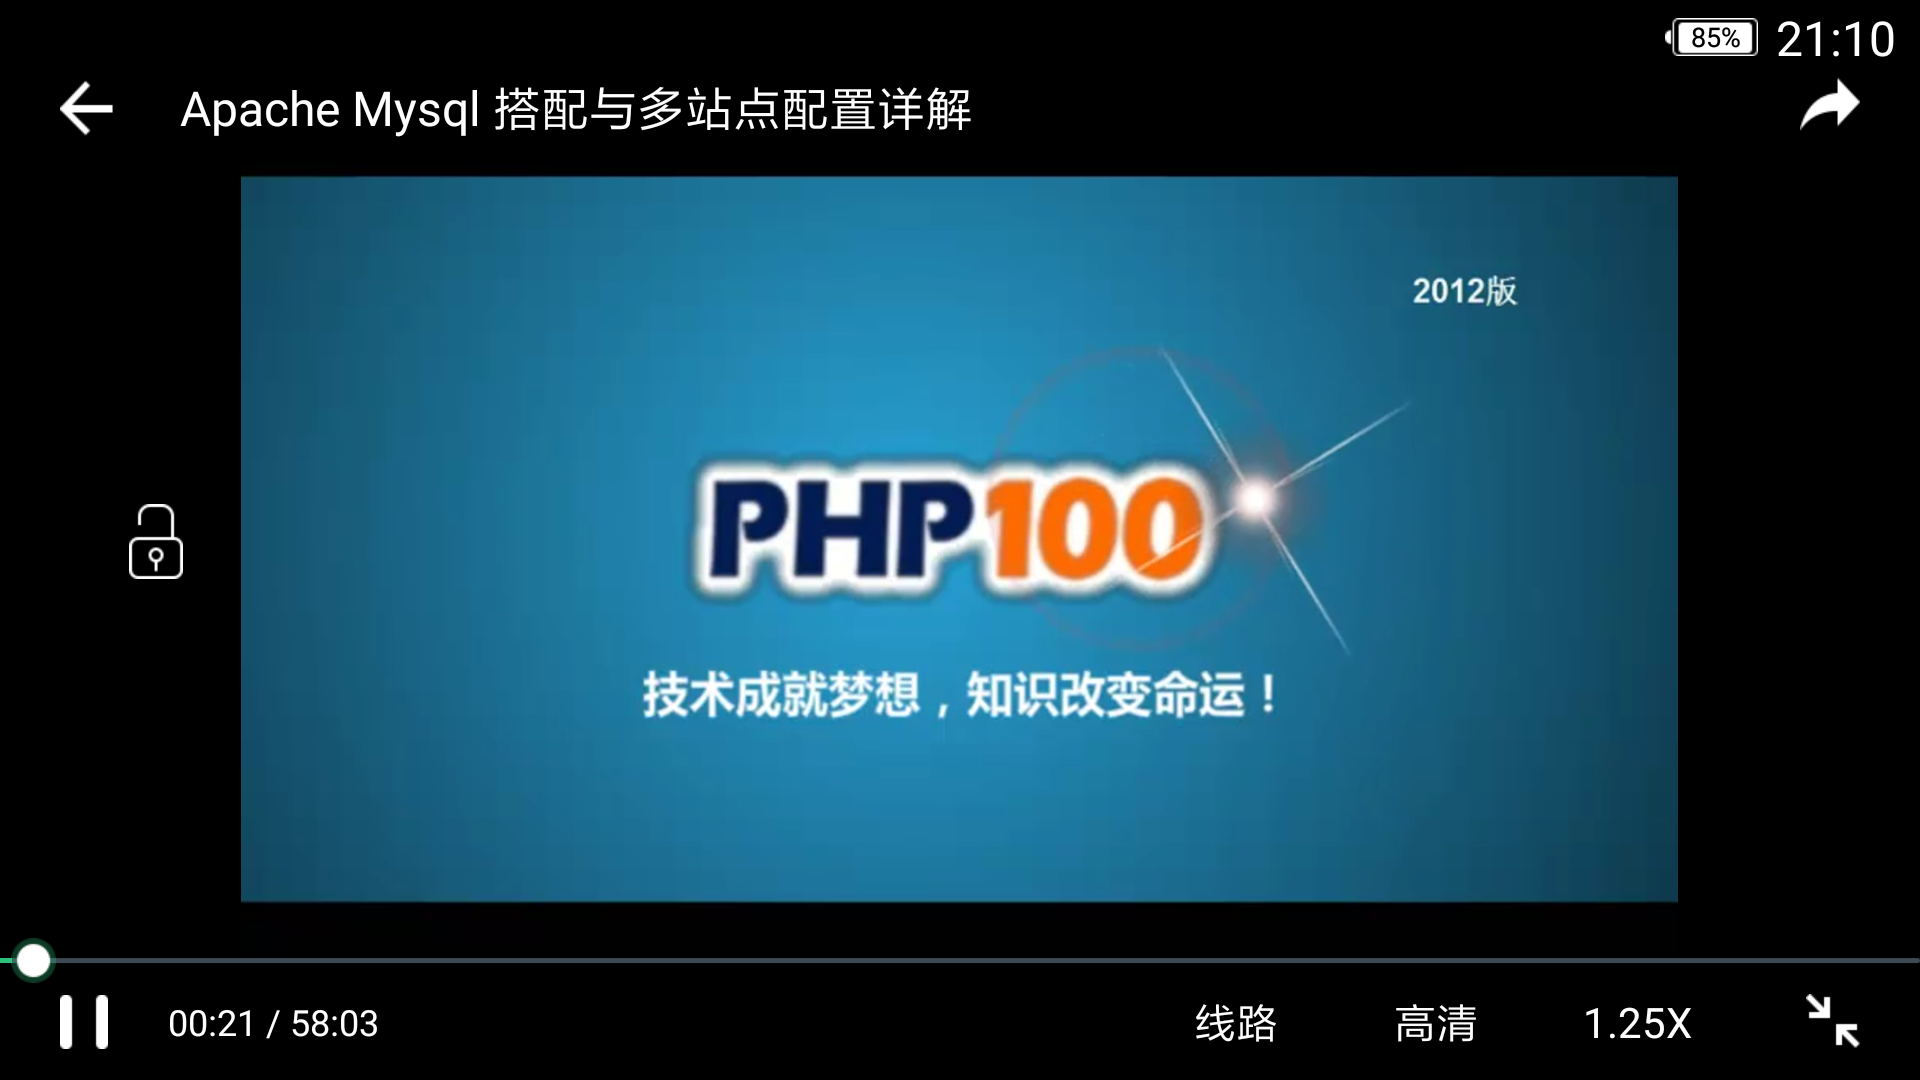 85% 21:10
Apache Mysql 搭配与多站点配置详解
2012版
PHP100
技术成就梦想，知识改变命运！
00:21 / 58:03 线路 高清 1.25X